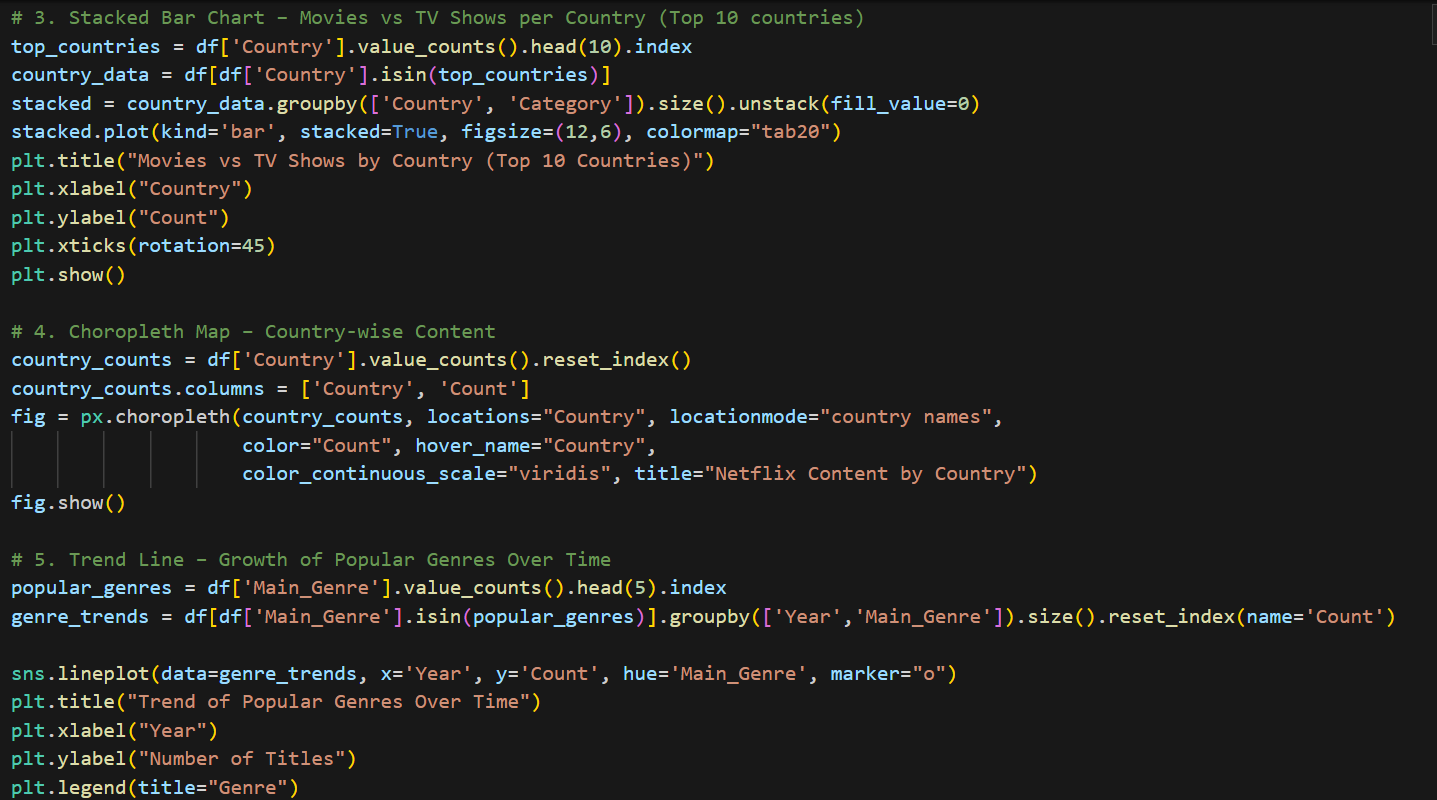 # 3. Stacked Bar Chart – Movies vs TV Shows per Country (Top 10 countries)
top_countries = df['Country'].value_counts().head(10).index
country_data = df[df['Country'].isin(top_countries)]
stacked = country_data.groupby(['Country', 'Category']).size().unstack(fill_value=0)
stacked.plot(kind='bar', stacked=True, figsize=(12,6), colormap="tab20")
plt.title("Movies vs TV Shows by Country (Top 10 Countries)")
plt.xlabel("Country")
plt.ylabel("Count")
plt.xticks(rotation=45)
plt.show()

# 4. Choropleth Map – Country-wise Content
country_counts = df['Country'].value_counts().reset_index()
country_counts.columns = ['Country', 'Count']
fig = px.choropleth(country_counts, locations="Country", locationmode="country names",
                    color="Count", hover_name="Country",
                    color_continuous_scale="viridis", title="Netflix Content by Country")
fig.show()

# 5. Trend Line – Growth of Popular Genres Over Time
popular_genres = df['Main_Genre'].value_counts().head(5).index
genre_trends = df[df['Main_Genre'].isin(popular_genres)].groupby(['Year','Main_Genre']).size().reset_index(name='Count')

sns.lineplot(data=genre_trends, x='Year', y='Count', hue='Main_Genre', marker="o")
plt.title("Trend of Popular Genres Over Time")
plt.xlabel("Year")
plt.ylabel("Number of Titles")
plt.legend(title="Genre")